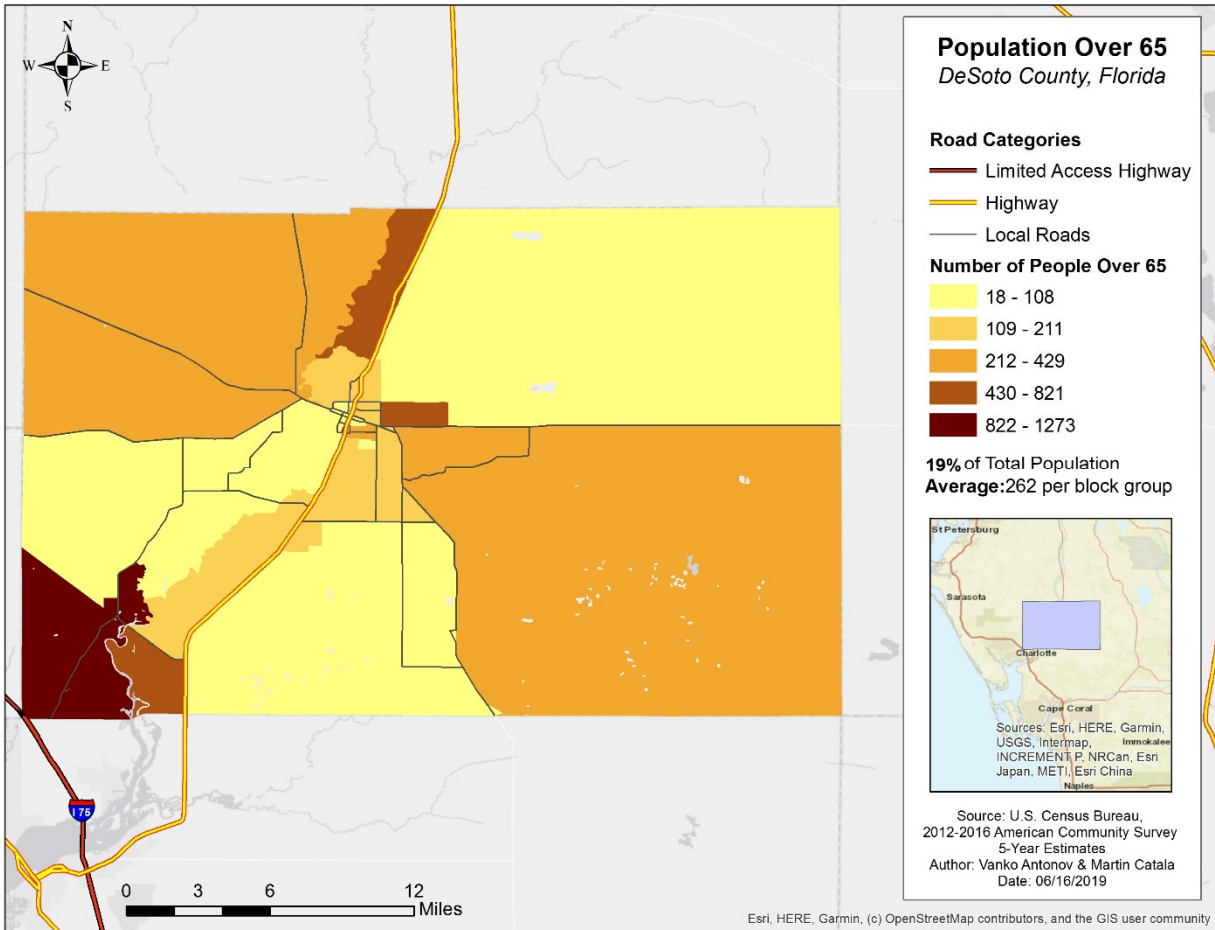 N
W E
S
Population Over 65
DeSoto County, Florida
Road Categories
Limited Access Highway
Highway
Local Roads
Number of People Over 65
18 - 108
109 - 211
212 - 429
430 - 821
822 - 1273
19% of Total Population
Average:262 per block group
St Petersburg
Sarasota
Charlotte
Cape Coral
Sources: Esri, HERE, Garmin,
USGS, Intermap,
Immokalee
INCREMENT P, NRCan, Esri
Japan, METI, Esri China
Naples
Source: U.S. Census Bureau,
2012-2016 American Community Survey
5-Year Estimates
Author: Vanko Antonov & Martin Catala
Date: 06/16/2019
I 75
0 3 6 12
Miles
Esri, HERE, Garmin, (c) OpenStreetMap contributors, and the GIS user community